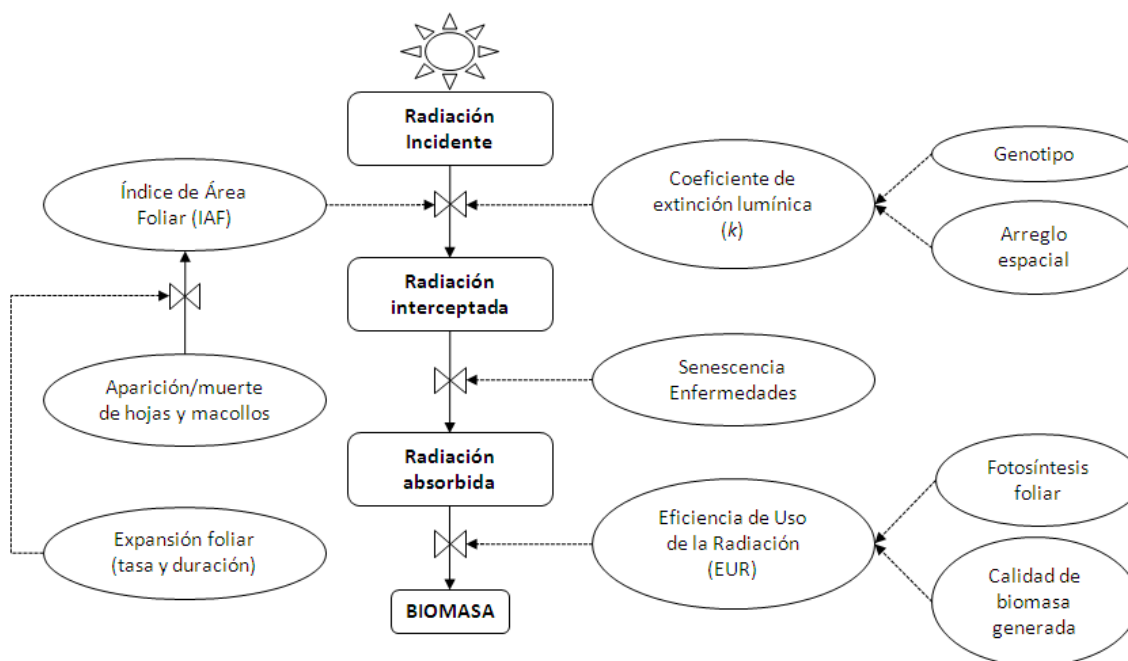 Radiación
Incidente
Índice de Área
Foliar (IAF)
Coeficiente de
extinción lumínica
(k)
Genotipo
Arreglo
espacial
Radiación
interceptada
Aparición/muerte
de hojas y macollos
Senescencia
Enfermedades
Radiación
absorbida
Expansión foliar
(tasa y duración)
Eficiencia de Uso
de la Radiación
(EUR)
Fotosíntesis
foliar
Calidad de
biomasa
generada
BIOMASA